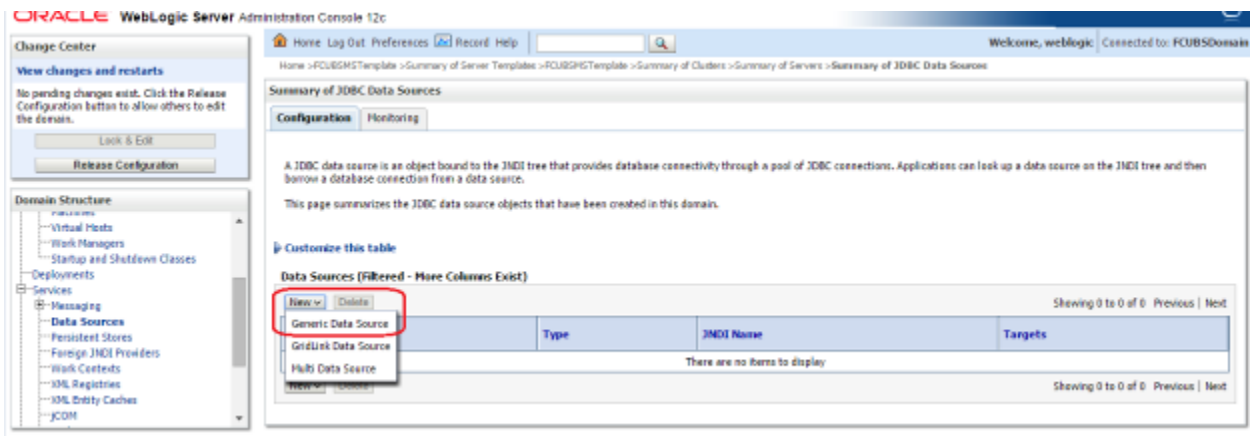 ORACLE WebLogic Server Administration Console 12c
Change Center
View changes and restarts
No pending changes exist. Click the Release
Configuration button to allow others to edit
the domain.
Lock & Edit
Release Configuration
Domain Structure
Machines
Virtual Hosts
Work Managers
Startup and Shutdown Classes
Deployments
Services
Messaging
Data Sources
Persistent Stores
Foreign JNDI Providers
Work Contexts
XML Registries
XML Entity Caches
jCOM
Home Log Out Preferences Record Help
Welcome, weblogic Connected to: FCUBSDomain
Home >FCUBSMSTemplate >Summary of Server Templates >FCUBSMSTemplate >Summary of Clusters >Summary of Servers >Summary of JDBC Data Sources
Summary of JDBC Data Sources
Configuration Monitoring
A JDBC data source is an object bound to the JNDI tree that provides database connectivity through a pool of JDBC connections. Applications can look up a data source on the JNDI tree and then
borrow a database connection from a data source.
This page summarizes the JDBC data source objects that have been created in this domain.
Customize this table
Data Sources (Filtered - More Columns Exist)
New Delete
Showing 0 to 0 of 0 Previous | Next
Generic Data Source
GridLink Data Source
Multi Data Source
Type JNDI Name Targets
There are no items to display
New Delete
Showing 0 to 0 of 0 Previous | Next